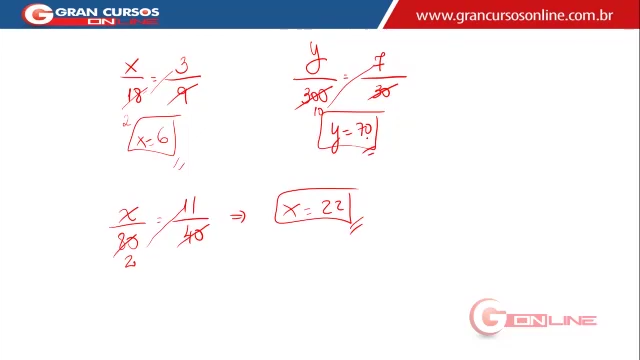 GRAN CURSOS
ONLINE
www.grancursosonline.com.br
x/18 = 3/9
2
x = 6
y/300 = 7/30
10
y = 70
x/80 = 11/40 ⇒ x = 22
2
GONLINE